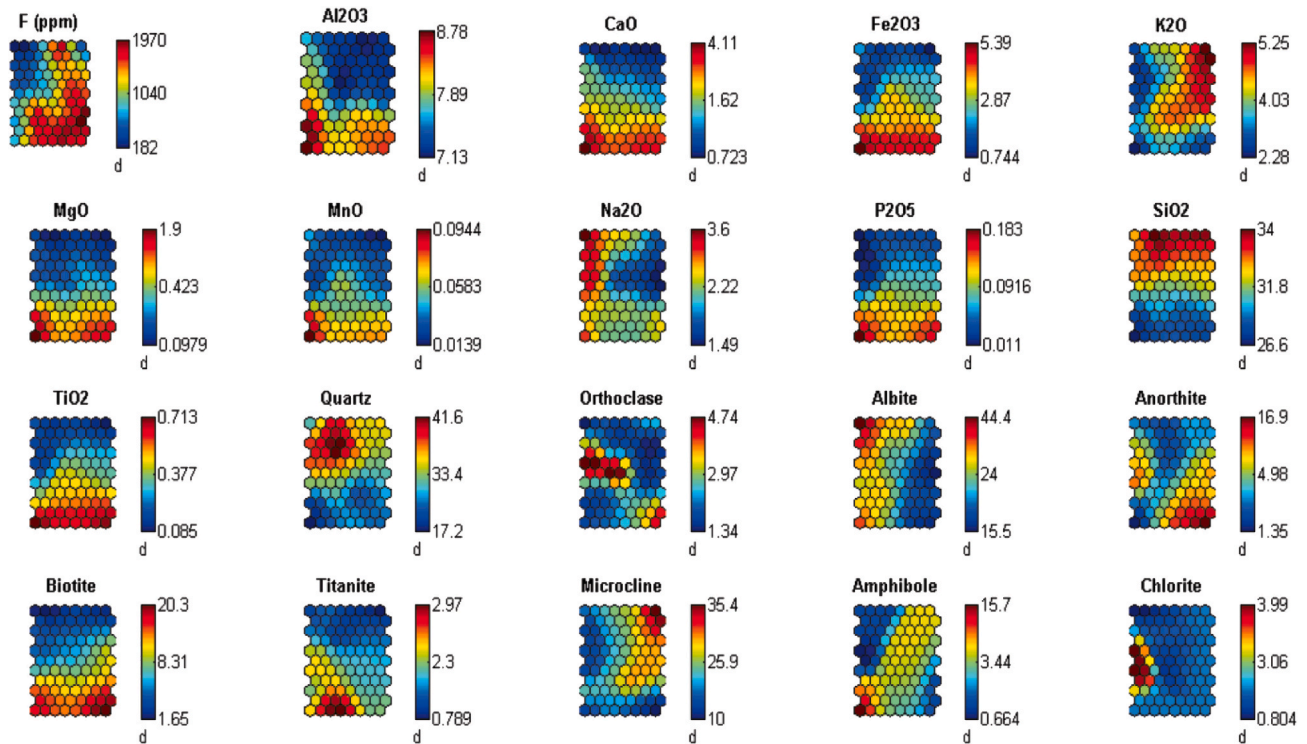 F (ppm)
1970
1040
182
d
Al2O3
8.78
7.89
7.13
d
CaO
4.11
1.62
0.723
d
Fe2O3
5.39
2.87
0.744
d
K2O
5.25
4.03
2.28
d
MgO
1.9
0.423
0.0979
d
MnO
0.0944
0.0583
0.0139
d
Na2O
3.6
2.22
1.49
d
P2O5
0.183
0.0916
0.011
d
SiO2
34
31.8
26.6
d
TiO2
0.713
0.377
0.085
d
Quartz
41.6
33.4
17.2
d
Orthoclase
4.74
2.97
1.34
d
Albite
44.4
24
15.5
d
Anorthite
16.9
4.98
1.35
d
Biotite
20.3
8.31
1.65
d
Titanite
2.97
2.3
0.789
d
Microcline
35.4
25.9
10
d
Amphibole
15.7
3.44
0.664
d
Chlorite
3.99
3.06
0.804
d